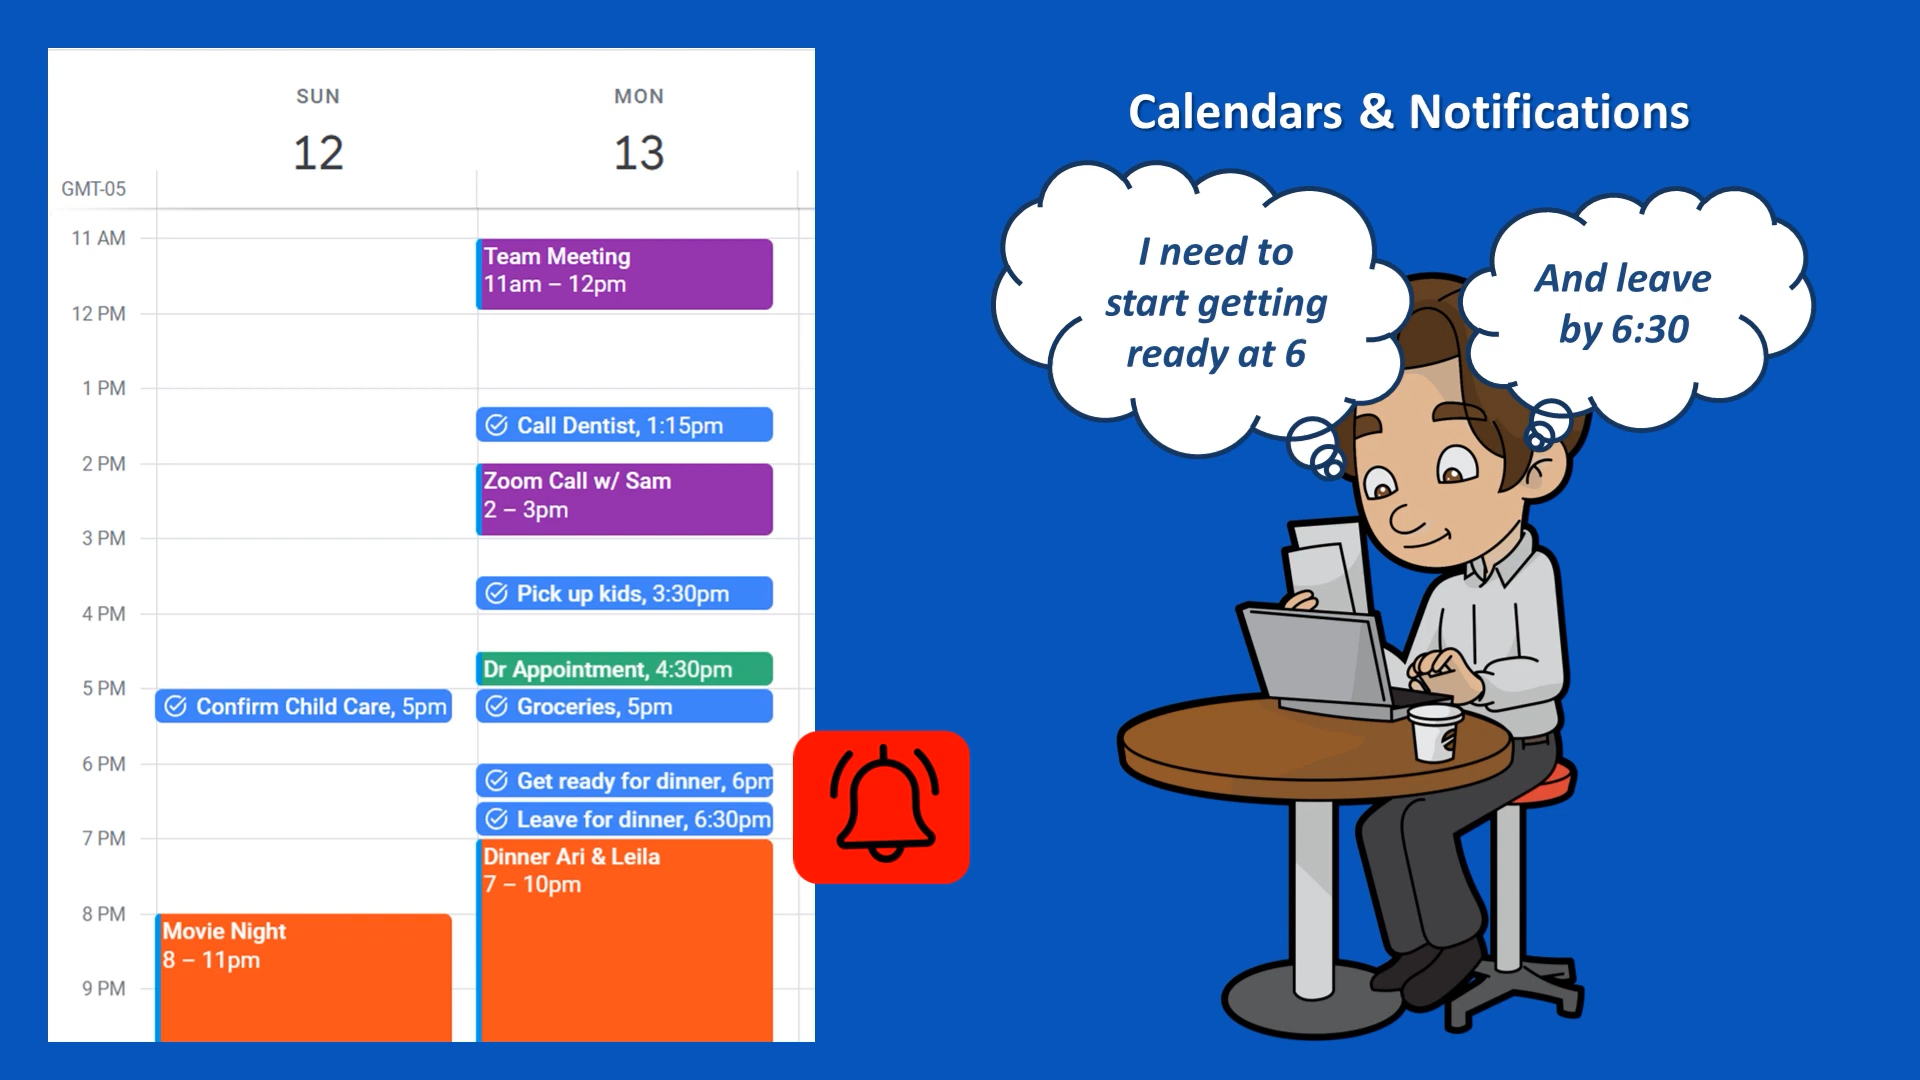 SUN
12
MON
13
GMT-05
11 AM
12 PM
1 PM
2 PM
3 PM
4 PM
5 PM
6 PM
7 PM
8 PM
9 PM
Confirm Child Care, 5pm
Movie Night
8 – 11pm
Team Meeting
11am – 12pm
Call Dentist, 1:15pm
Zoom Call w/ Sam
2 – 3pm
Pick up kids, 3:30pm
Dr Appointment, 4:30pm
Groceries, 5pm
Get ready for dinner, 6pm
Leave for dinner, 6:30pm
Dinner Ari & Leila
7 – 10pm
Calendars & Notifications
I need to
start getting
ready at 6
And leave
by 6:30